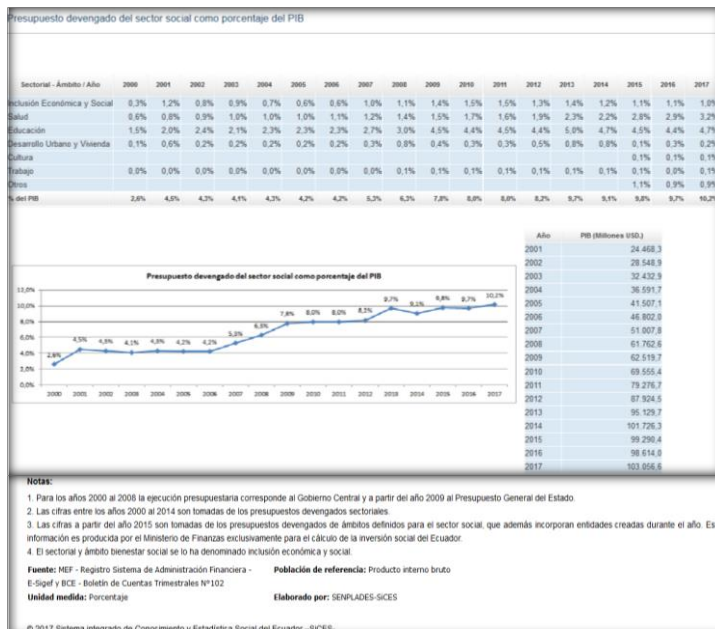 Presupuesto devengado del sector social como porcentaje del PIB
Sectorial - Ámbito / Año 2000 2001 2002 2003 2004 2005 2006 2007 2008 2009 2010 2011 2012 2013 2014 2015 2016 2017
Inclusión Económica y Social 0,3% 1,2% 0,8% 0,9% 0,7% 0,6% 0,6% 1,0% 1,1% 1,4% 1,5% 1,5% 1,3% 1,4% 1,2% 1,1% 1,1% 1,0%
Salud 0,6% 0,8% 0,9% 1,0% 1,0% 1,0% 1,1% 1,2% 1,4% 1,5% 1,7% 1,6% 1,9% 2,3% 2,2% 2,8% 2,9% 3,2%
Educación 1,5% 2,0% 2,4% 2,1% 2,3% 2,3% 2,3% 2,7% 3,0% 4,5% 4,4% 4,5% 4,4% 5,0% 4,7% 4,5% 4,4% 4,7%
Desarrollo Urbano y Vivienda 0,1% 0,6% 0,2% 0,2% 0,2% 0,2% 0,2% 0,3% 0,8% 0,4% 0,3% 0,3% 0,5% 0,8% 0,8% 0,1% 0,3% 0,2%
Cultura 0,1% 0,1% 0,1%
Trabajo 0,0% 0,0% 0,0% 0,0% 0,0% 0,0% 0,0% 0,0% 0,1% 0,1% 0,1% 0,1% 0,1% 0,1% 0,1% 0,1% 0,0% 0,1%
Otros 1,1% 0,9% 0,9%
% del PIB 2,6% 4,5% 4,3% 4,1% 4,3% 4,2% 4,2% 5,3% 6,3% 7,8% 8,0% 8,0% 8,2% 9,7% 9,1% 9,8% 9,7% 10,2%
Año PIB (Millones USD.)
2001 24.468,3
2002 28.548,9
2003 32.432,9
2004 36.591,7
2005 41.507,1
2006 46.802,0
2007 51.007,8
2008 61.762,6
2009 62.519,7
2010 69.555,4
2011 79.276,7
2012 87.924,5
2013 95.129,7
2014 101.726,3
2015 99.290,4
2016 98.614,0
2017 103.056,6
Presupuesto devengado del sector social como porcentaje del PIB
12,0%
10,0%
8,0%
6,0%
4,0%
2,0%
0,0%
2,6% 4,5% 4,3% 4,1% 4,3% 4,2% 4,2% 5,3% 6,3% 7,8% 8,0% 8,0% 8,2% 9,7% 9,1% 9,8% 9,7% 10,2%
2000 2001 2002 2003 2004 2005 2006 2007 2008 2009 2010 2011 2012 2013 2014 2015 2016 2017
Notas:
1. Para los años 2000 al 2008 la ejecución presupuestaria corresponde al Gobierno Central y a partir del año 2009 al Presupuesto General del Estado.
2. Las cifras entre los años 2000 al 2014 son tomadas de los presupuestos devengados sectoriales.
3. Las cifras a partir del año 2015 son tomadas de los presupuestos devengados de ámbitos definidos para el sector social, que además incorporan entidades creadas durante el año. Es
información es producida por el Ministerio de Finanzas exclusivamente para el cálculo de la inversión social del Ecuador.
4. El sectorial y ámbito bienestar social se lo ha denominado inclusión económica y social.
Fuente: MEF - Registro Sistema de Administración Financiera -
E-Sigef y BCE - Boletín de Cuentas Trimestrales N°102
Población de referencia: Producto interno bruto
Unidad medida: Porcentaje
Elaborado por: SENPLADES-SICES
© 2017 Sistema integrado de Conocimiento y Estadística Social del Ecuador -SICES-